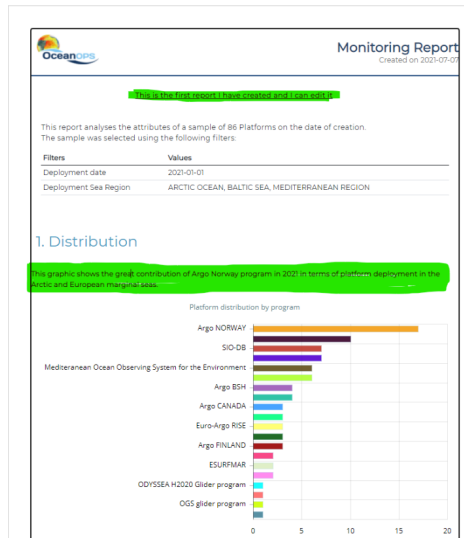 OceanOPS
Monitoring Report
Created on 2021-07-07
This is the first report I have created and I can edit it
This report analyses the attributes of a sample of 86 Platforms on the date of creation.
The sample was selected using the following filters:
Filters Values
Deployment date 2021-01-01
Deployment Sea Region ARCTIC OCEAN, BALTIC SEA, MEDITERRANEAN REGION
1. Distribution
This graphic shows the great contribution of Argo Norway program in 2021 in terms of platform deployment in the
Arctic and European marginal seas.
Platform distribution by program
Argo NORWAY
SIO-DB
Mediteranean Ocean Observing System for the Environment
Argo BSH
Argo CANADA
Euro-Argo RISE
Argo FINLAND
ESURFMAR
ODYSSEA H2020 Glider program
OGS glider program
0 5 10 15 20